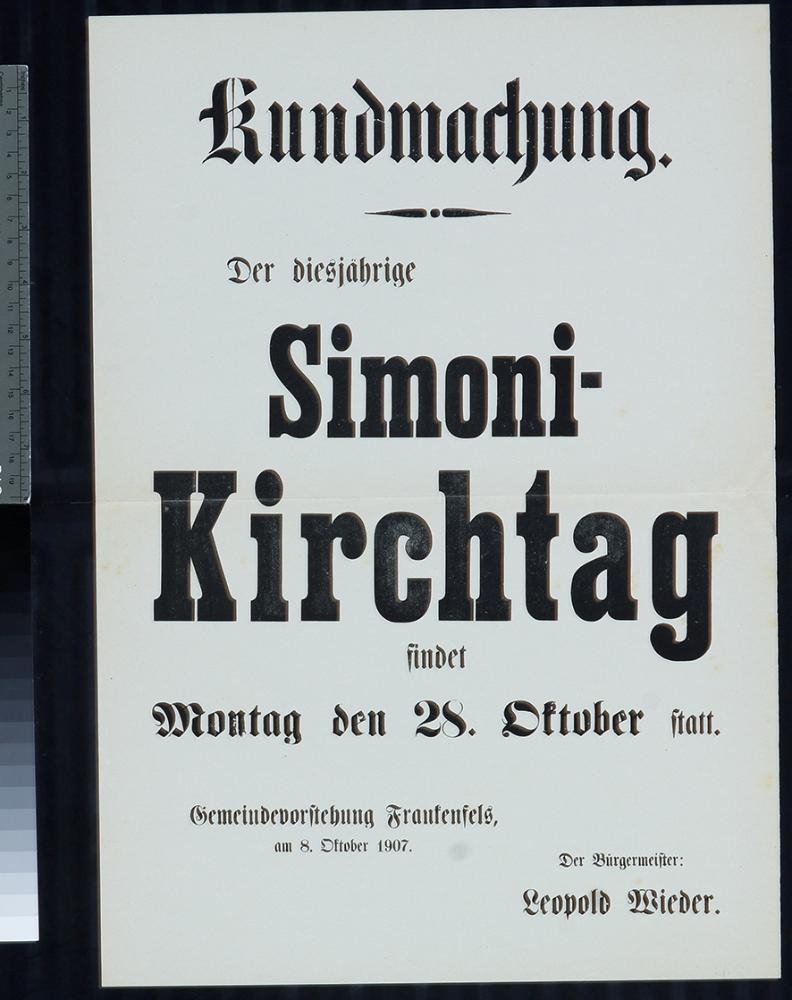 Kundmachung.
Der diesjährige
Simoni-
Kirchtag
findet
Montag den 28. Oktober statt.
Gemeindevorstehung Frankenfels,
am 8. Oktober 1907.
Der Bürgermeister:
Leopold Wieder.